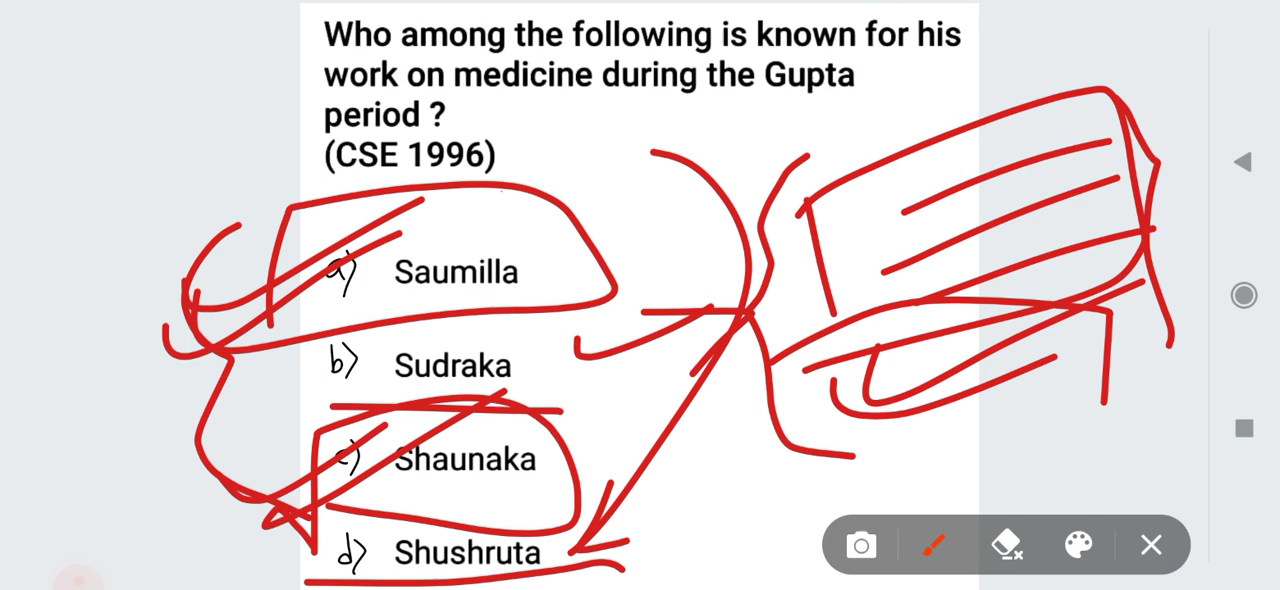 Who among the following is known for his
work on medicine during the Gupta
period ?
(CSE 1996)
a) Saumilla
b) Sudraka
c) Shaunaka
d) Shushruta